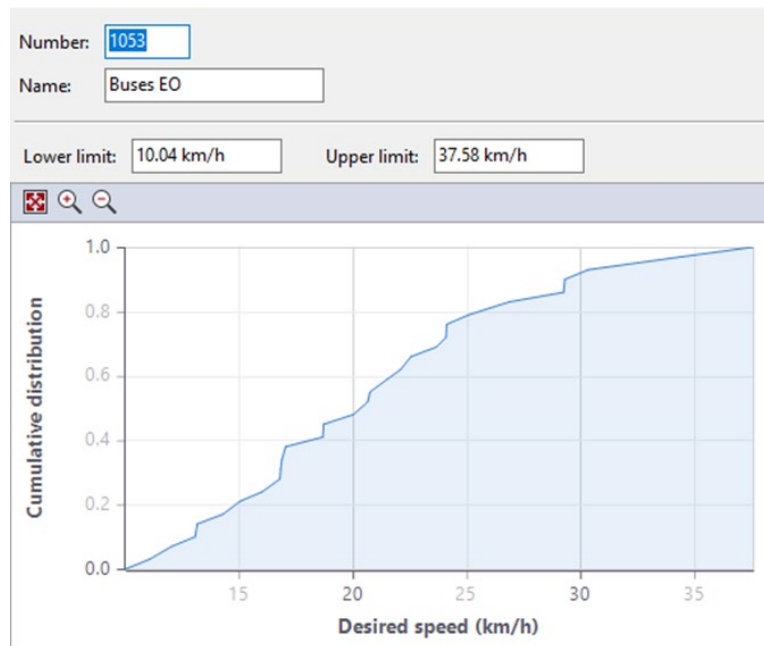 Number: 1053
Name: Buses EO
Lower limit: 10.04 km/h Upper limit: 37.58 km/h
1.0
0.8
0.6
0.4
0.2
0.0
Cumulative distribution
15 20 25 30 35
Desired speed (km/h)